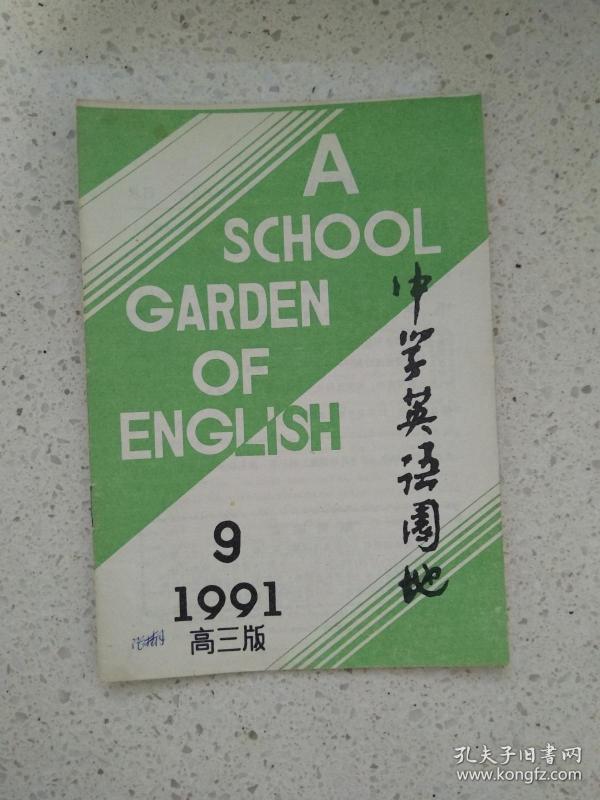 A
SCHOOL
GARDEN
OF
ENGLISH
中学英语园地
9
1991
高三版
孔夫子旧書网
www.kongfz.com